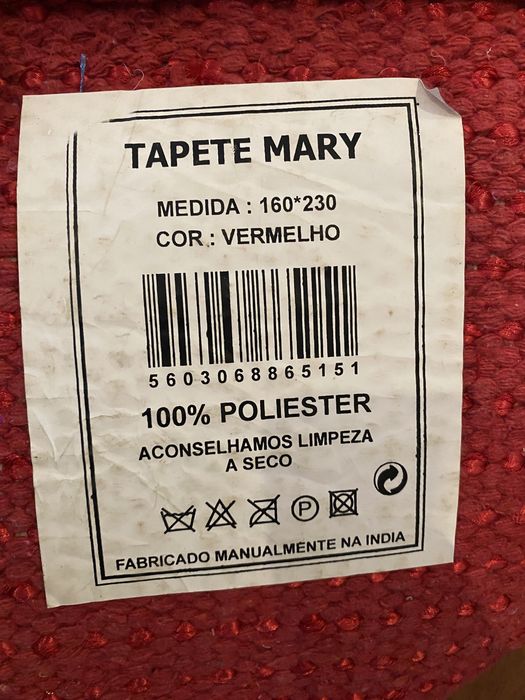 TAPETE MARY
MEDIDA : 160*230
COR : VERMELHO
5603068865151
100% POLIESTER
ACONSELHAMOS LIMPEZA
A SECO
P
FABRICADO MANUALMENTE NA INDIA